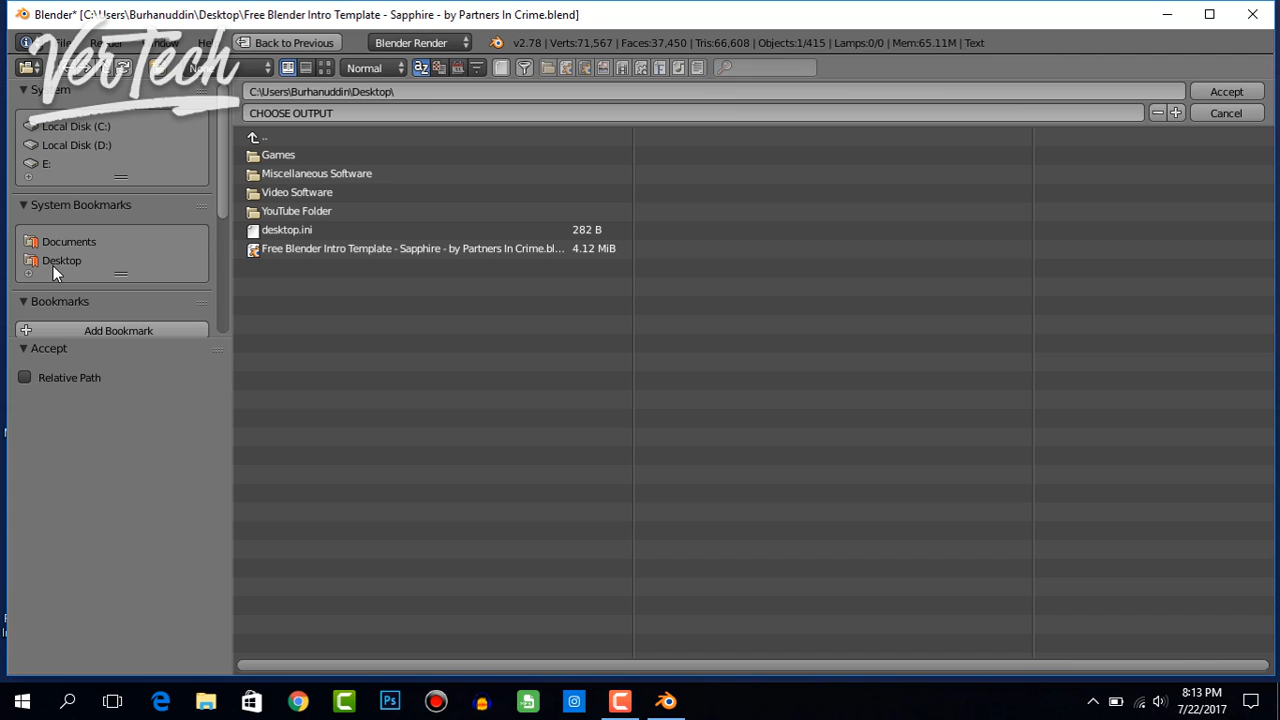 Blender* [C:\Users\Burhanuddin\Desktop\Free Blender Intro Template - Sapphire - by Partners In Crime.blend]
VerTech
File Render Window Help Back to Previous Blender Render v2.78 | Verts:71,567 | Faces:37,450 | Tris:66,608 | Objects:1/415 | Lamps:0/0 | Mem:65.11M | Text
Normal
System
Local Disk (C:)
Local Disk (D:)
E:
System Bookmarks
Documents
Desktop
Bookmarks
Add Bookmark
Accept
Relative Path
C:\Users\Burhanuddin\Desktop\ Accept
CHOOSE OUTPUT Cancel
..
Games
Miscellaneous Software
Video Software
YouTube Folder
desktop.ini 282 B
Free Blender Intro Template - Sapphire - by Partners In Crime.bl... 4.12 MiB
8:13 PM
7/22/2017